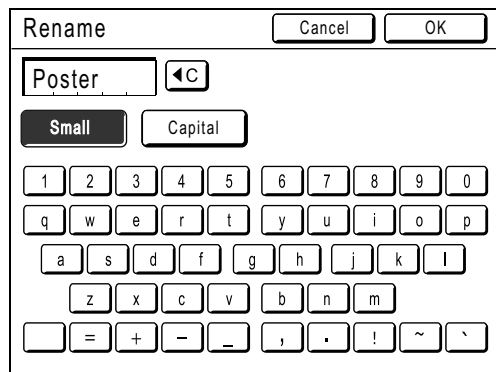 Rename Cancel OK
Poster ◀C
Small Capital
1 2 3 4 5 6 7 8 9 0
q w e r t y u i o p
a s d f g h j k l
z x c v b n m
= + − _ , . ! ~ `